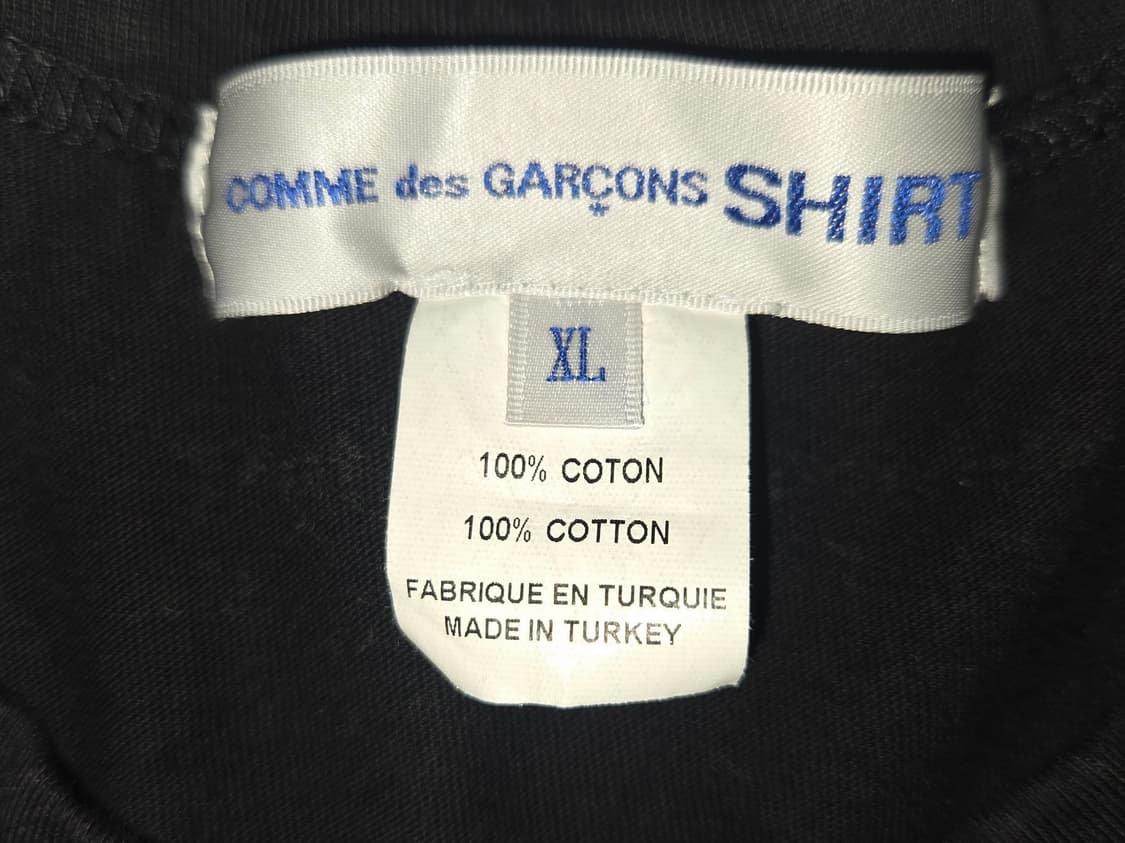 COMME des GARÇONS SHIRT
XL
100% COTON
100% COTTON
FABRIQUE EN TURQUIE
MADE IN TURKEY